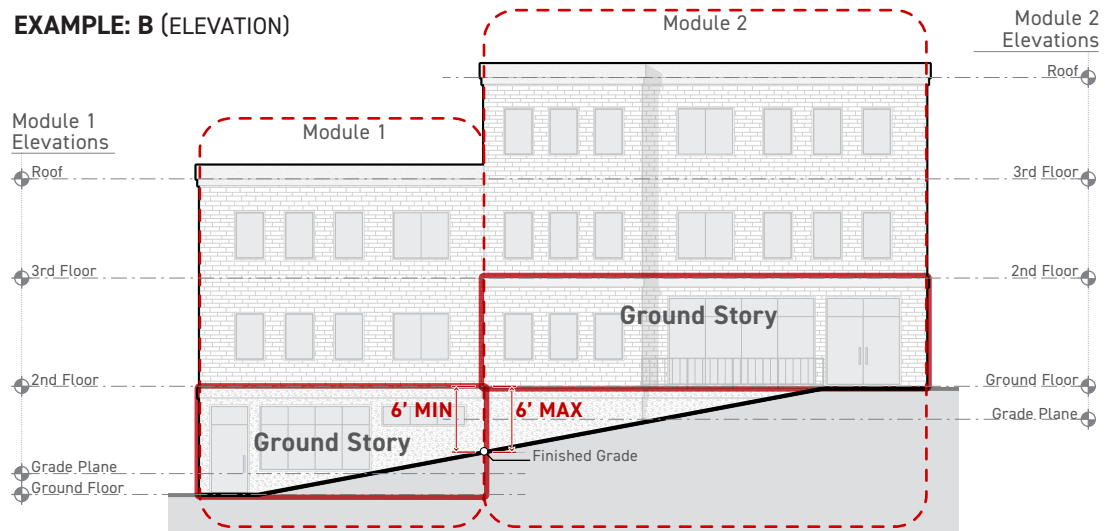 EXAMPLE: B (ELEVATION)
Module 2
Module 2
Elevations
Roof
Module 1
Elevations
Module 1
Roof
3rd Floor
3rd Floor
2nd Floor
Ground Story
2nd Floor
Ground Floor
6’ MIN
6’ MAX
Grade Plane
Ground Story
Finished Grade
Grade Plane
Ground Floor